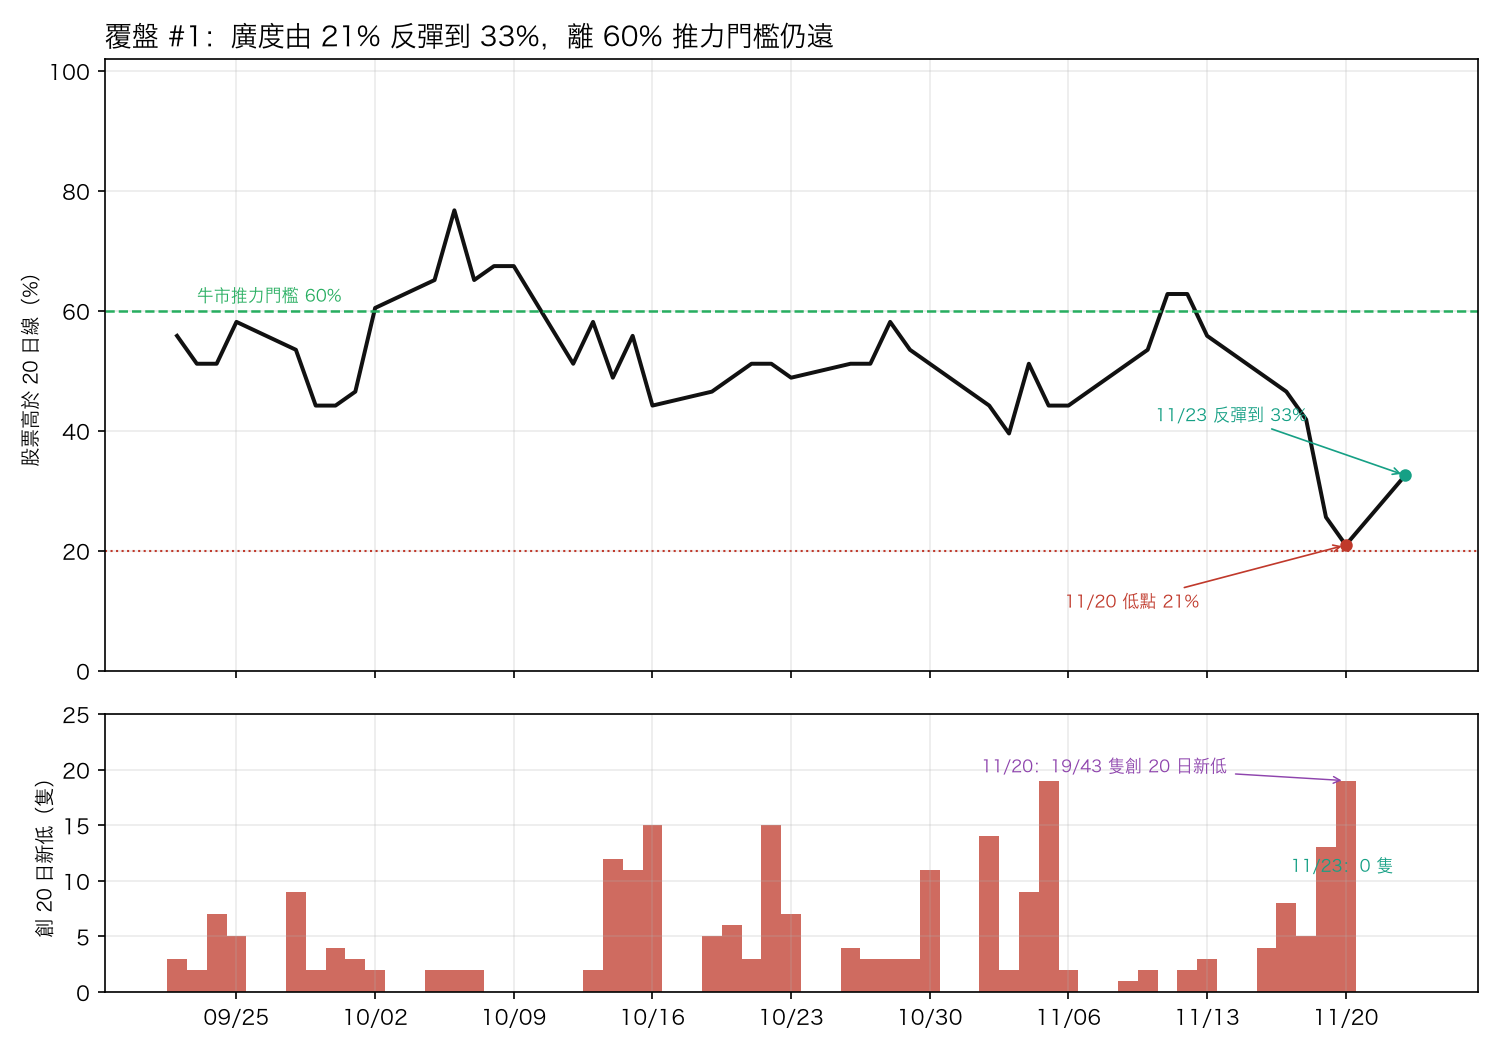 覆盤 #1：廣度由 21% 反彈到 33%，離 60% 推力門檻仍遠
股票高於 20 日線（%）
100
80
60
40
20
0
牛市推力門檻 60%
11/23 反彈到 33%
11/20 低點 21%
創 20 日新低（隻）
25
20
15
10
5
0
11/20：19/43 隻創 20 日新低
11/23：0 隻
09/25
10/02
10/09
10/16
10/23
10/30
11/06
11/13
11/20